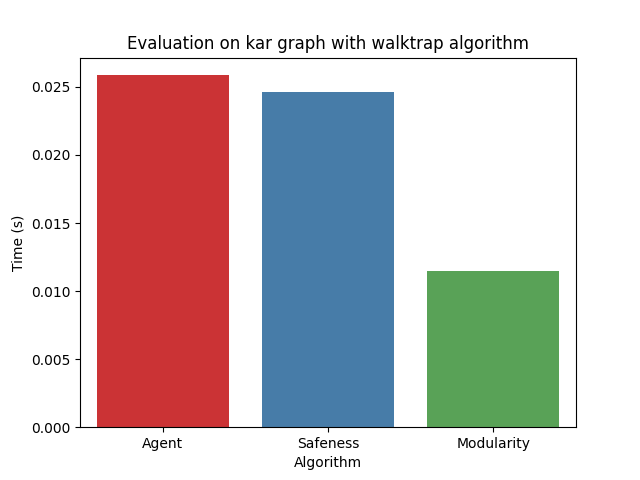 Evaluation on kar graph with walktrap algorithm
0.025
0.020
0.015
0.010
0.005
0.000
Time (s)
Agent
Safeness
Modularity
Algorithm